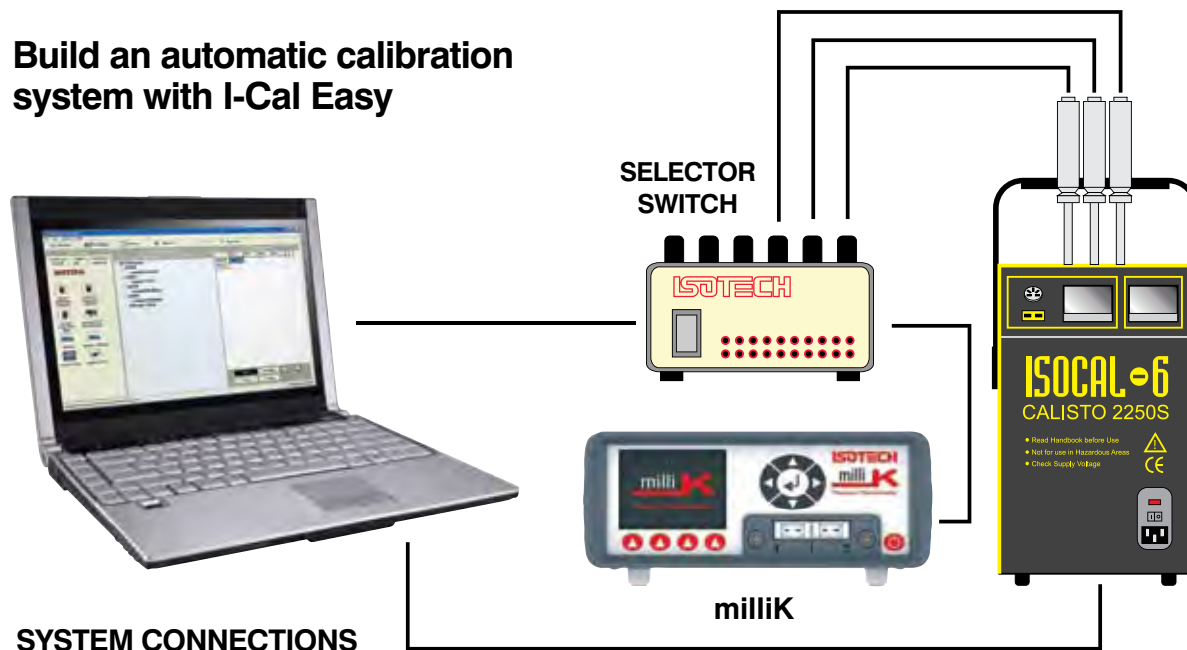 Build an automatic calibration
system with I-Cal Easy
SELECTOR
SWITCH
ISOTECH
ISOCAL-6
CALISTO 2250S
• Read Handbook before Use
• Not for use in Hazardous Areas
• Check Supply Voltage
CE
milli K
ISOTECH
milli K
milliK
SYSTEM CONNECTIONS